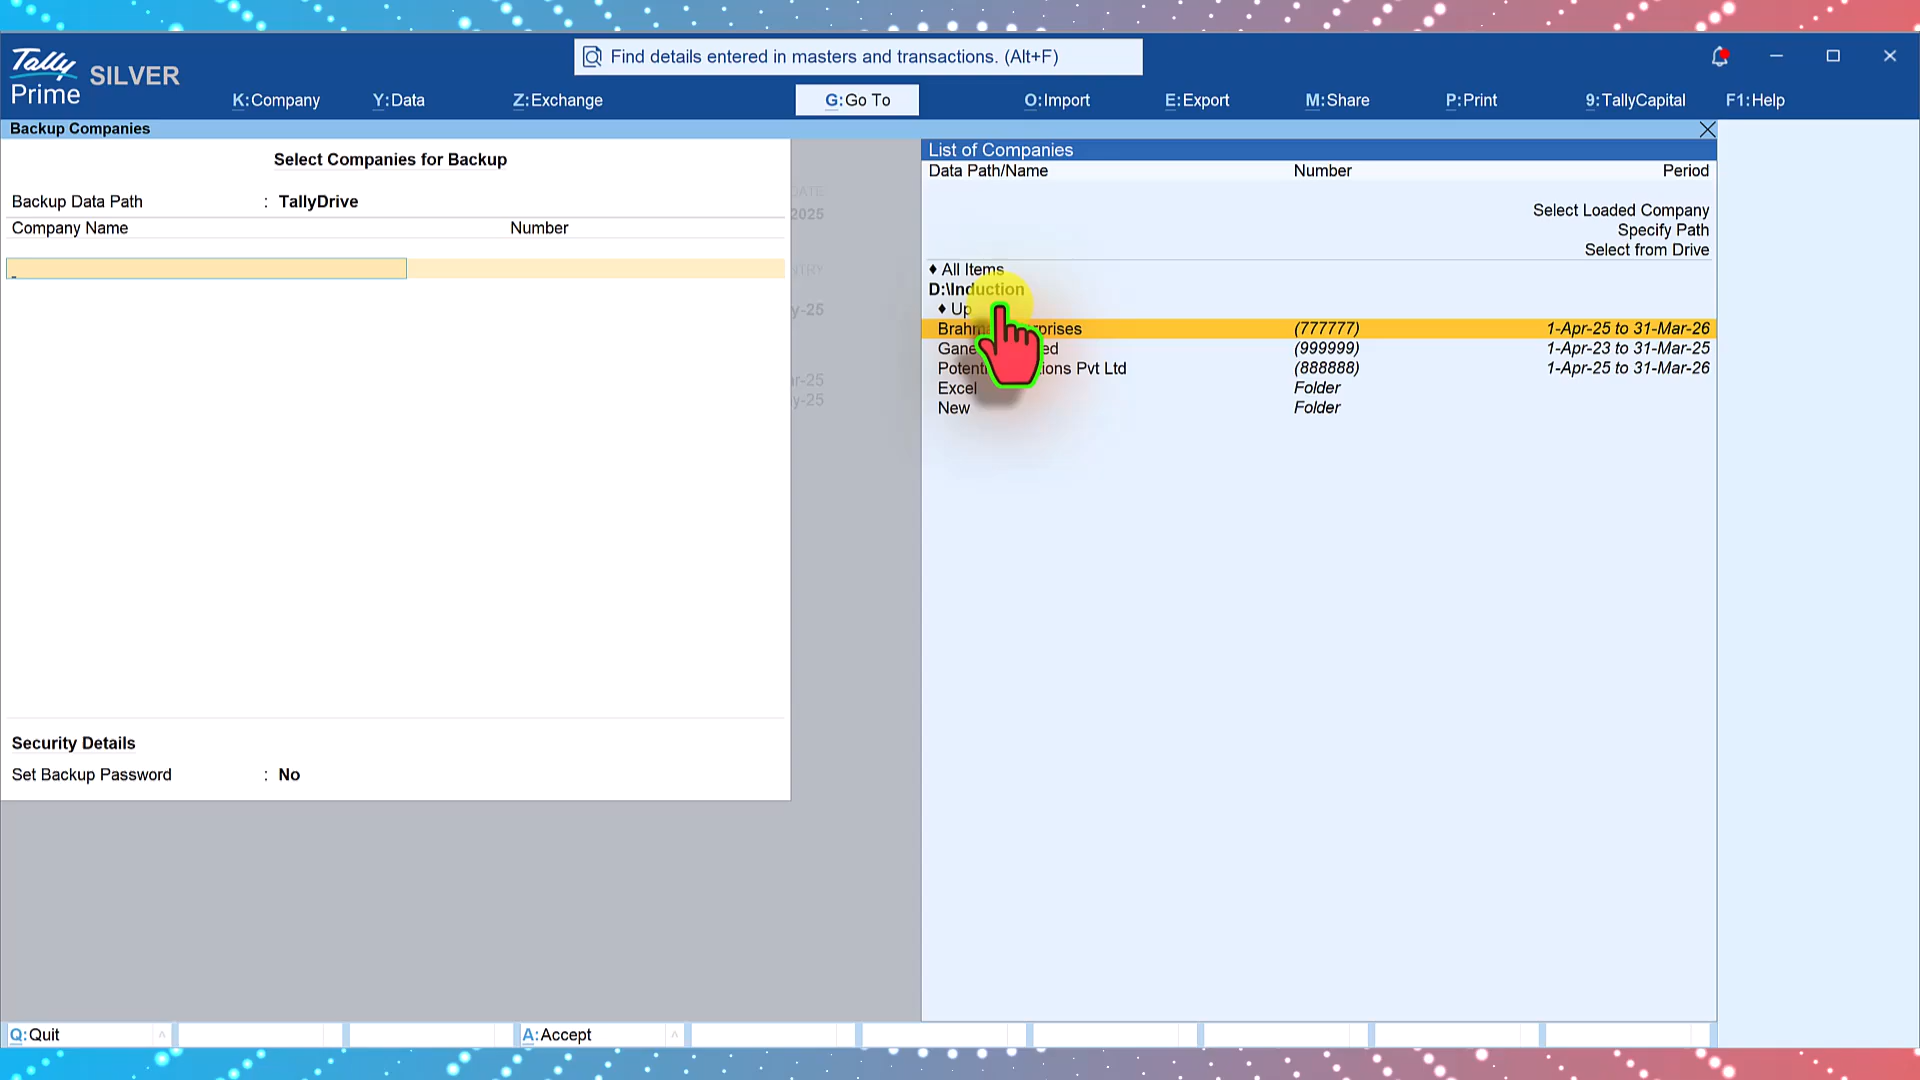 Tally
Prime
SILVER
Find details entered in masters and transactions. (Alt+F)
K:Company
Y:Data
Z:Exchange
G:Go To
O:Import
E:Export
M:Share
P:Print
9:TallyCapital
F1:Help
Backup Companies
Select Companies for Backup
Backup Data Path : TallyDrive
Company Name Number
Security Details
Set Backup Password : No
2025
List of Companies
Data Path/Name Number Period
Select Loaded Company
Specify Path
Select from Drive
♦ All Items
D:\Induction
♦ Up
(777777) 1-Apr-25 to 31-Mar-26
(999999) 1-Apr-23 to 31-Mar-25
Pvt Ltd (888888) 1-Apr-25 to 31-Mar-26
Excel Folder
New Folder
Q:Quit
A:Accept